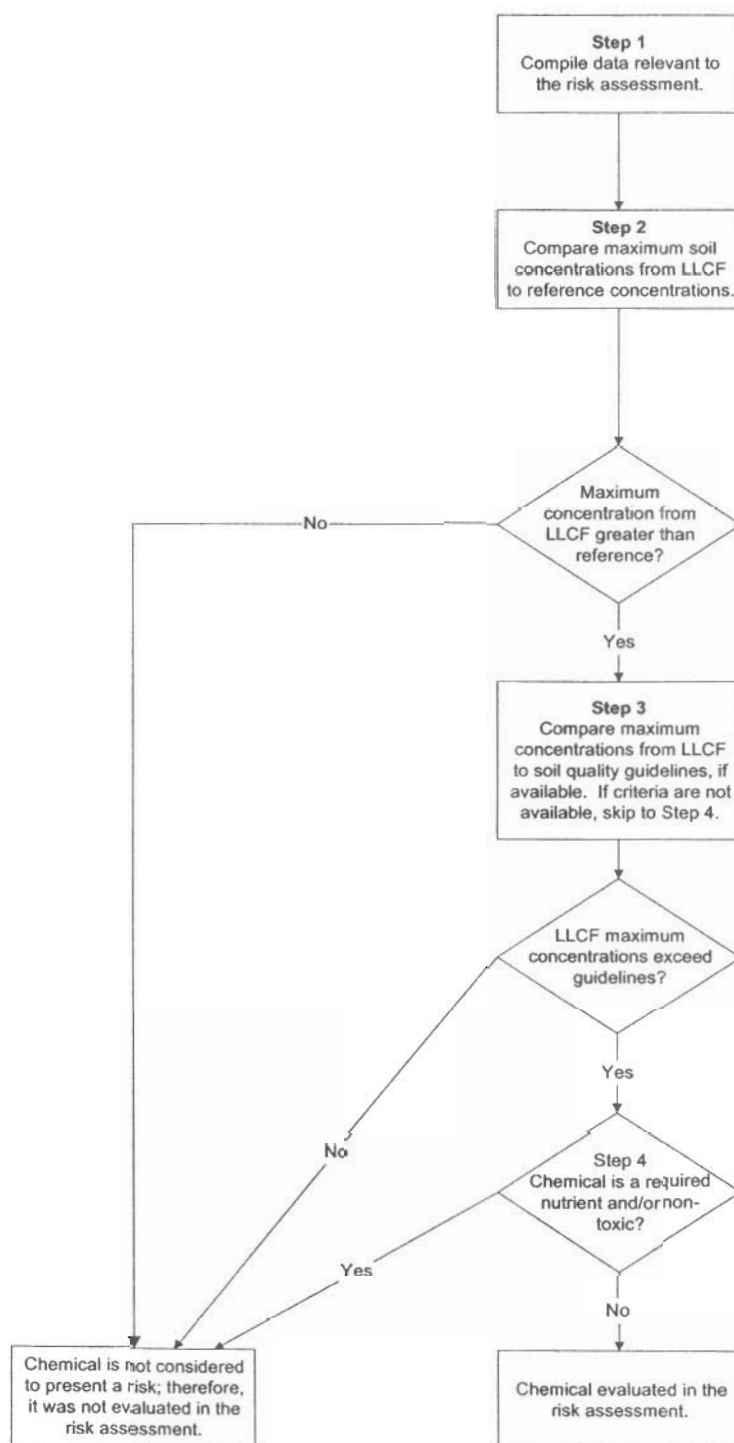 Step 1
Compile data relevant to
the risk assessment.
Step 2
Compare maximum soil
concentrations from LLCF
to reference concentrations.
Maximum
concentration from
LLCF greater than
reference?
No
Yes
Step 3
Compare maximum
concentrations from LLCF
to soil quality guidelines, if
available. If criteria are not
available, skip to Step 4.
LLCF maximum
concentrations exceed
guidelines?
No
Yes
Step 4
Chemical is a required
nutrient and/or non-
toxic?
Yes
No
Chemical is not considered
to present a risk; therefore,
it was not evaluated in the
risk assessment.
Chemical evaluated in the
risk assessment.